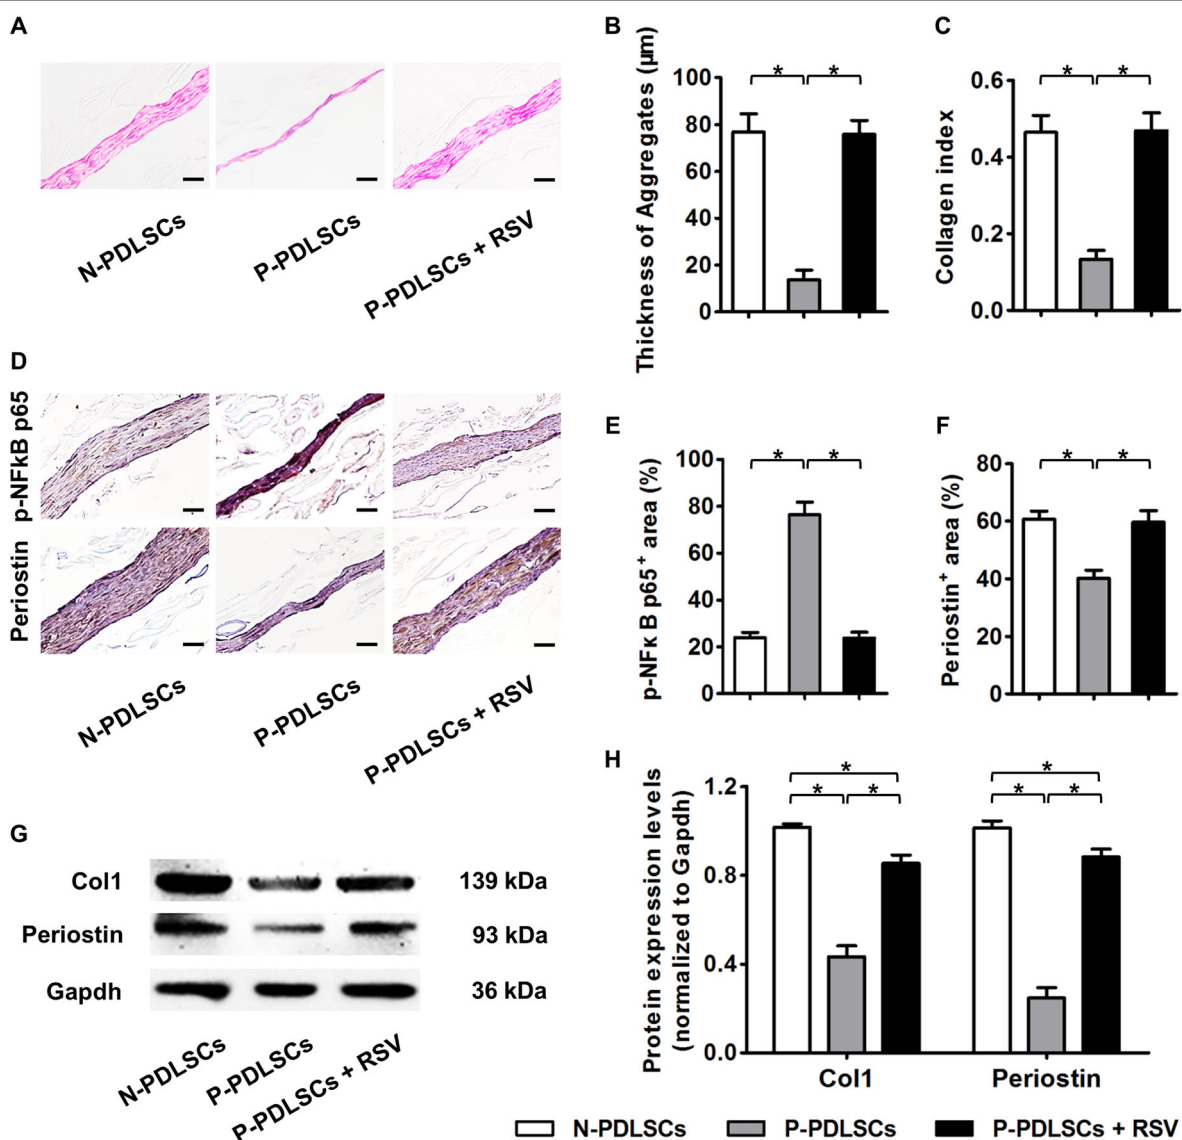 A
N-PDLSCs
P-PDLSCs
P-PDLSCs + RSV
B
Thickness of Aggregates (μm)
100
80
60
40
20
0
*
*
C
Collagen index
0.6
0.4
0.2
0.0
*
*
D
p-NFκB p65
Periostin
N-PDLSCs
P-PDLSCs
P-PDLSCs + RSV
E
p-NFκ B p65+ area (%)
100
80
60
40
20
0
*
*
F
Periostin+ area (%)
80
60
40
20
0
*
*
G
Col1
139 kDa
Periostin
93 kDa
Gapdh
36 kDa
N-PDLSCs
P-PDLSCs
P-PDLSCs + RSV
H
Protein expression levels
(normalized to Gapdh)
1.2
0.8
0.4
0.0
*
*
*
*
*
*
Col1
Periostin
N-PDLSCs
P-PDLSCs
P-PDLSCs + RSV